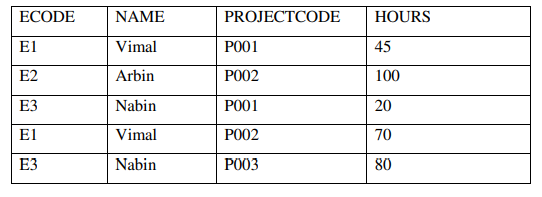 ECODE NAME PROJECTCODE HOURS
E1 Vimal P001 45
E2 Arbin P002 100
E3 Nabin P001 20
E1 Vimal P002 70
E3 Nabin P003 80